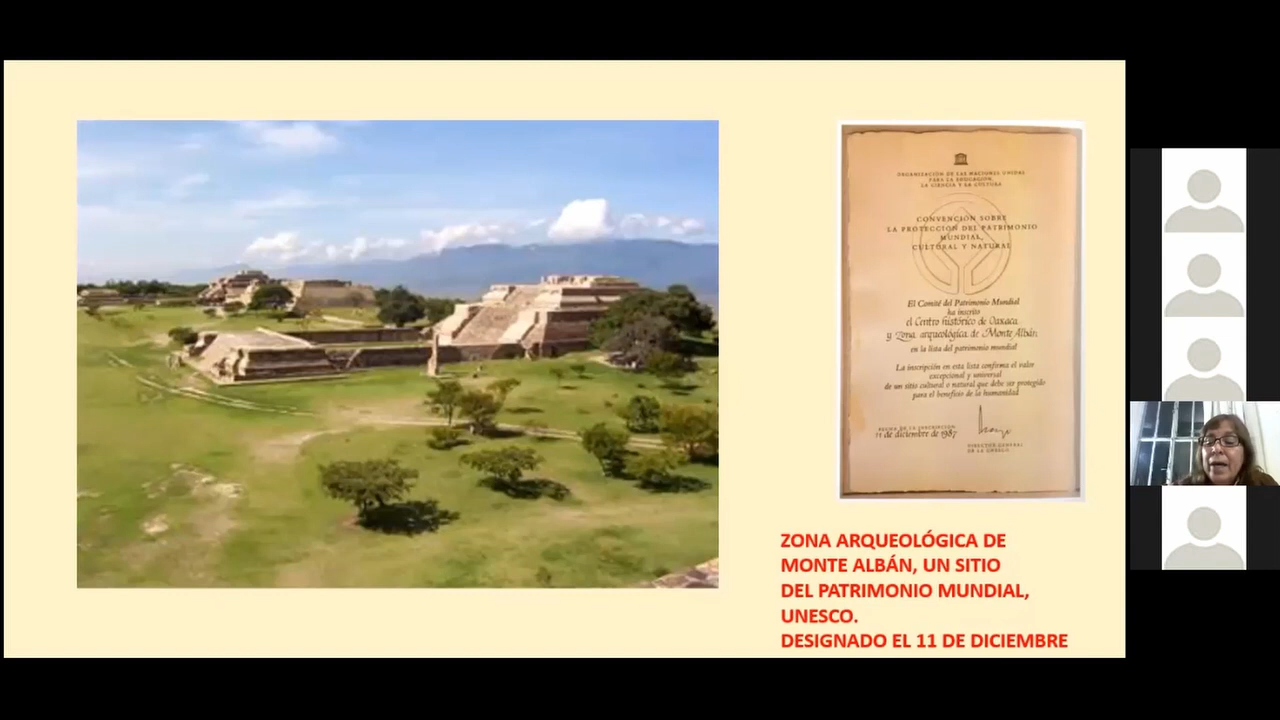 ORGANIZACIÓN DE LAS NACIONES UNIDAS
PARA LA EDUCACIÓN,
LA CIENCIA Y LA CULTURA
CONVENCIÓN SOBRE
LA PROTECCIÓN DEL PATRIMONIO
MUNDIAL,
CULTURAL Y NATURAL
El Comité del Patrimonio Mundial
ha inscrito
el Centro histórico de Oaxaca
y Zona arqueológica de Monte Albán
en la lista del patrimonio mundial
La inscripción en esta lista confirma el valor
excepcional y universal
de un sitio cultural o natural que debe ser protegido
para el beneficio de la humanidad
FECHA DE LA INSCRIPCIÓN
11 de diciembre de 1987
DIRECTOR GENERAL
DE LA UNESCO
ZONA ARQUEOLÓGICA DE
MONTE ALBÁN, UN SITIO
DEL PATRIMONIO MUNDIAL,
UNESCO.
DESIGNADO EL 11 DE DICIEMBRE